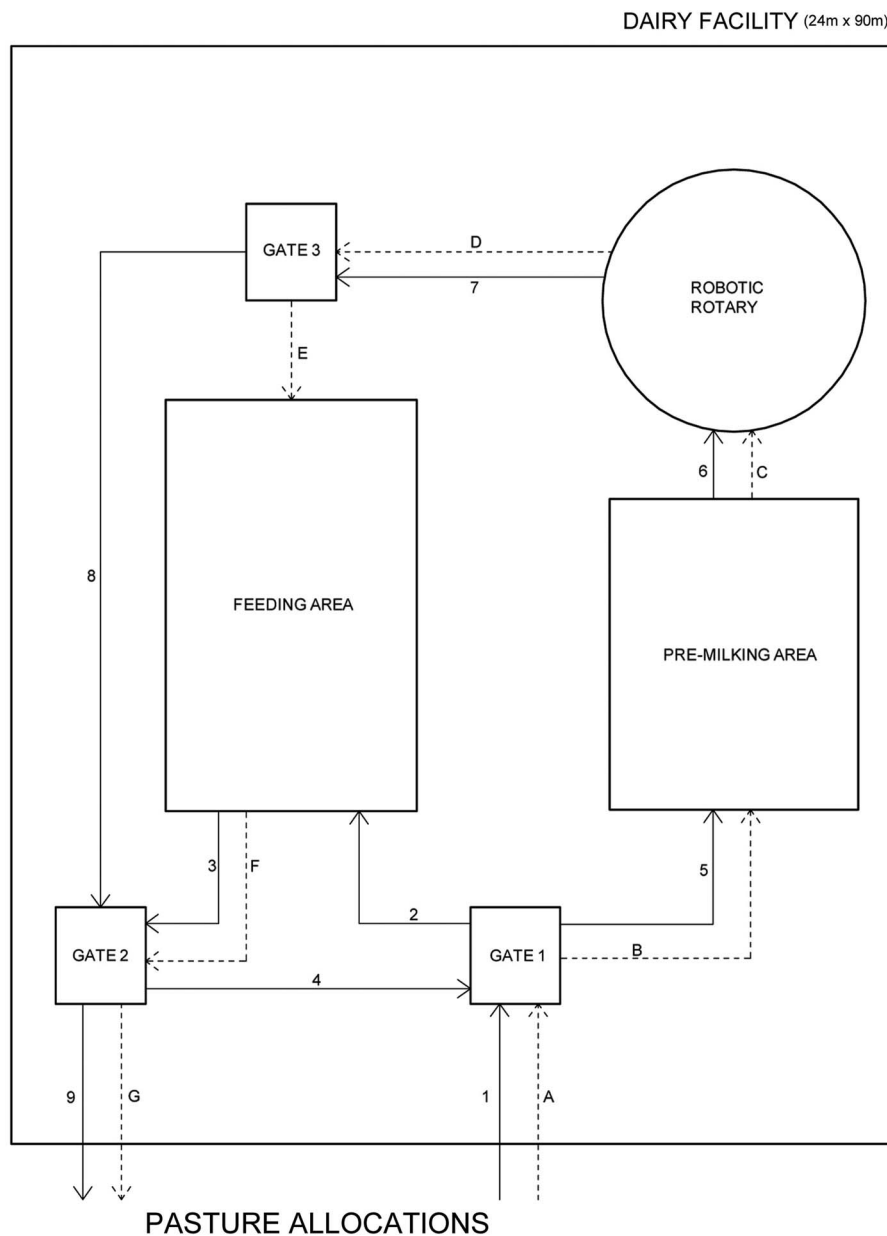 DAIRY FACILITY (24m x 90m)
GATE 3
D
7
ROBOTIC
ROTARY
E
6
C
8
FEEDING AREA
PRE-MILKING AREA
3
F
2
5
GATE 2
GATE 1
B
4
9
G
1
A
PASTURE ALLOCATIONS